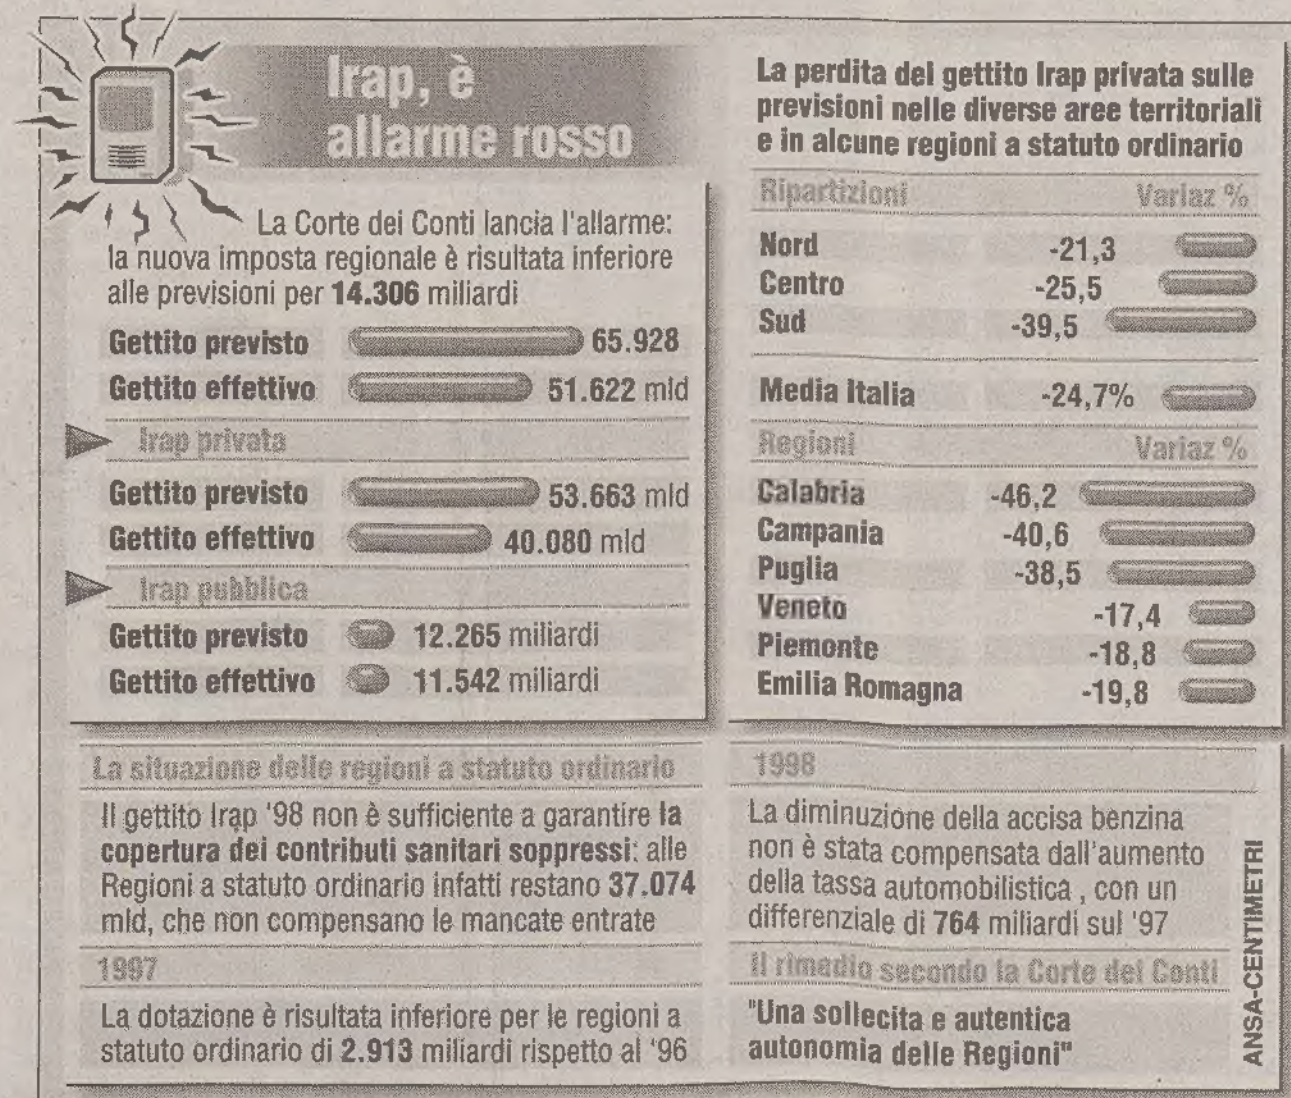 Irap, è
allarme rosso
La Corte dei Conti lancia l'allarme:
la nuova imposta regionale è risultata inferiore
alle previsioni per 14.306 miliardi
Gettito previsto 65.928
Gettito effettivo 51.622 mld
Irap privata
Gettito previsto 53.663 mld
Gettito effettivo 40.080 mld
Irap pubblica
Gettito previsto 12.265 miliardi
Gettito effettivo 11.542 miliardi
La perdita del gettito Irap privata sulle
previsioni nelle diverse aree territoriali
e in alcune regioni a statuto ordinario
Ripartizioni Variaz %
Nord -21,3
Centro -25,5
Sud -39,5
Media Italia -24,7%
Regioni Variaz %
Calabria -46,2
Campania -40,6
Puglia -38,5
Veneto -17,4
Piemonte -18,8
Emilia Romagna -19,8
La situazione delle regioni a statuto ordinario
Il gettito Irap '98 non è sufficiente a garantire la
copertura dei contributi sanitari soppressi: alle
Regioni a statuto ordinario infatti restano 37.074
mld, che non compensano le mancate entrate
1997
La dotazione è risultata inferiore per le regioni a
statuto ordinario di 2.913 miliardi rispetto al '96
1998
La diminuzione della accisa benzina
non è stata compensata dall'aumento
della tassa automobilistica , con un
differenziale di 764 miliardi sul '97
Il rimedio secondo la Corte dei Conti
"Una sollecita e autentica
autonomia delle Regioni"
ANSA-CENTIMETRI